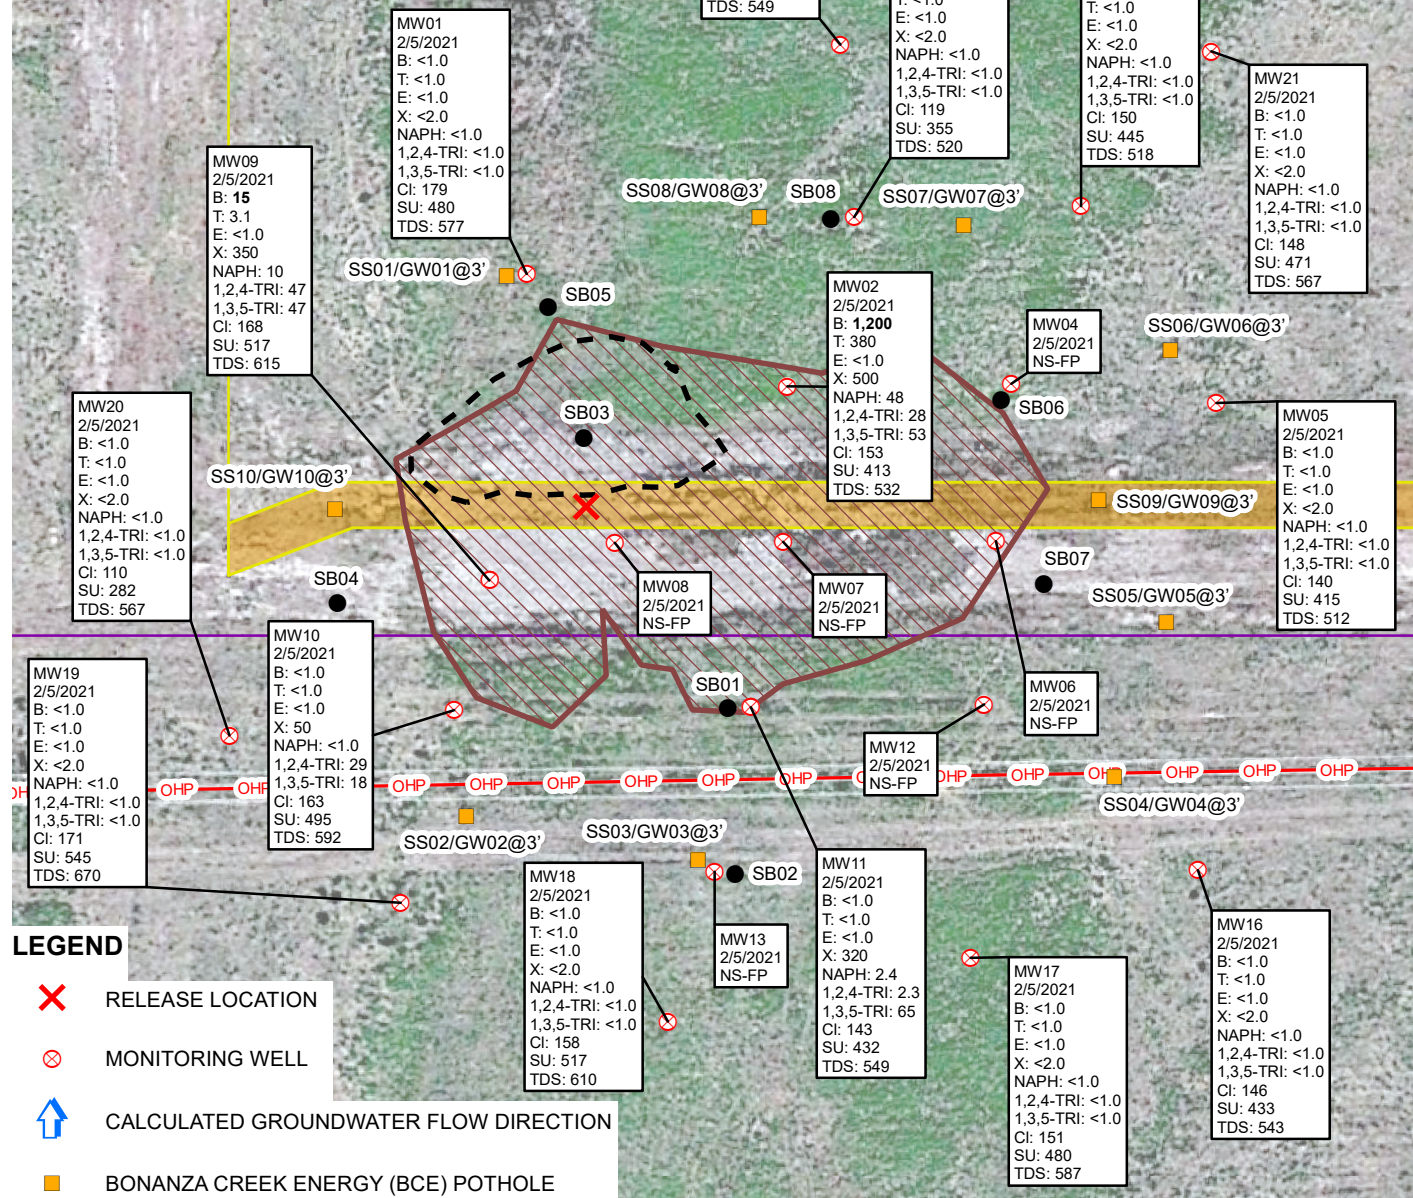 TDS: 549
T: <1.0
E: <1.0
X: <2.0
NAPH: <1.0
1,2,4-TRI: <1.0
1,3,5-TRI: <1.0
Cl: 119
SU: 355
TDS: 520
T: <1.0
E: <1.0
X: <2.0
NAPH: <1.0
1,2,4-TRI: <1.0
1,3,5-TRI: <1.0
Cl: 150
SU: 445
TDS: 518
MW01
2/5/2021
B: <1.0
T: <1.0
E: <1.0
X: <2.0
NAPH: <1.0
1,2,4-TRI: <1.0
1,3,5-TRI: <1.0
Cl: 179
SU: 480
TDS: 577
MW21
2/5/2021
B: <1.0
T: <1.0
E: <1.0
X: <2.0
NAPH: <1.0
1,2,4-TRI: <1.0
1,3,5-TRI: <1.0
Cl: 148
SU: 471
TDS: 567
MW09
2/5/2021
B: 15
T: 3.1
E: <1.0
X: 350
NAPH: 10
1,2,4-TRI: 47
1,3,5-TRI: 47
Cl: 168
SU: 517
TDS: 615
SS08/GW08@3'
SB08
SS07/GW07@3'
SS01/GW01@3'
SB05
MW02
2/5/2021
B: 1,200
T: 380
E: <1.0
X: 500
NAPH: 48
1,2,4-TRI: 28
1,3,5-TRI: 53
Cl: 153
SU: 413
TDS: 532
MW04
2/5/2021
NS-FP
SS06/GW06@3'
SB06
SB03
MW20
2/5/2021
B: <1.0
T: <1.0
E: <1.0
X: <2.0
NAPH: <1.0
1,2,4-TRI: <1.0
1,3,5-TRI: <1.0
Cl: 110
SU: 282
TDS: 567
MW05
2/5/2021
B: <1.0
T: <1.0
E: <1.0
X: <2.0
NAPH: <1.0
1,2,4-TRI: <1.0
1,3,5-TRI: <1.0
Cl: 140
SU: 415
TDS: 512
SS10/GW10@3'
SS09/GW09@3'
SB04
MW08
2/5/2021
NS-FP
MW07
2/5/2021
NS-FP
SB07
SS05/GW05@3'
MW10
2/5/2021
B: <1.0
T: <1.0
E: <1.0
X: 50
NAPH: <1.0
1,2,4-TRI: 29
1,3,5-TRI: 18
Cl: 163
SU: 495
TDS: 592
MW19
2/5/2021
B: <1.0
T: <1.0
E: <1.0
X: <2.0
NAPH: <1.0
1,2,4-TRI: <1.0
1,3,5-TRI: <1.0
Cl: 171
SU: 545
TDS: 670
SB01
MW06
2/5/2021
NS-FP
MW12
2/5/2021
NS-FP
OHP OHP OHP OHP OHP OHP OHP OHP OHP OHP OHP OHP OHP OHP
SS04/GW04@3'
SS02/GW02@3'
SS03/GW03@3'
SB02
MW18
2/5/2021
B: <1.0
T: <1.0
E: <1.0
X: <2.0
NAPH: <1.0
1,2,4-TRI: <1.0
1,3,5-TRI: <1.0
Cl: 158
SU: 517
TDS: 610
MW13
2/5/2021
NS-FP
MW11
2/5/2021
B: <1.0
T: <1.0
E: <1.0
X: 320
NAPH: 2.4
1,2,4-TRI: 2.3
1,3,5-TRI: 65
Cl: 143
SU: 432
TDS: 549
MW17
2/5/2021
B: <1.0
T: <1.0
E: <1.0
X: <2.0
NAPH: <1.0
1,2,4-TRI: <1.0
1,3,5-TRI: <1.0
Cl: 151
SU: 480
TDS: 587
MW16
2/5/2021
B: <1.0
T: <1.0
E: <1.0
X: <2.0
NAPH: <1.0
1,2,4-TRI: <1.0
1,3,5-TRI: <1.0
Cl: 146
SU: 433
TDS: 543
LEGEND
RELEASE LOCATION
MONITORING WELL
CALCULATED GROUNDWATER FLOW DIRECTION
BONANZA CREEK ENERGY (BCE) POTHOLE